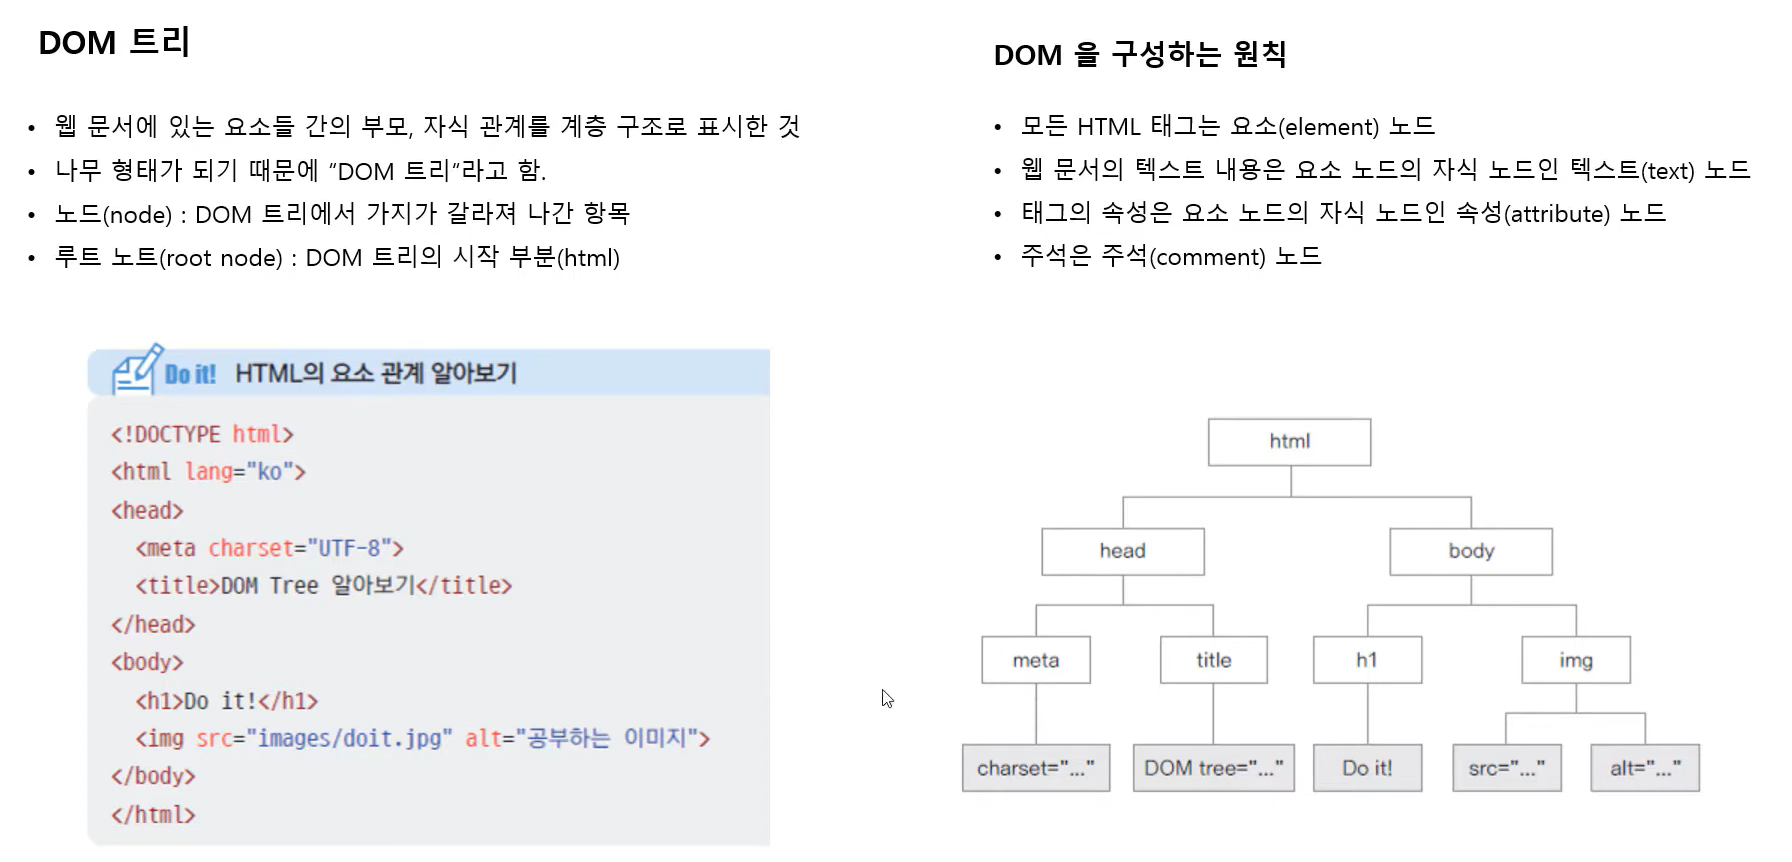 DOM 트리
• 웹 문서에 있는 요소들 간의 부모, 자식 관계를 계층 구조로 표시한 것
• 나무 형태가 되기 때문에 “DOM 트리“라고 함.
• 노드(node) : DOM 트리에서 가지가 갈라져 나간 항목
• 루트 노트(root node) : DOM 트리의 시작 부분(html)
Do it! HTML의 요소 관계 알아보기
<!DOCTYPE html>
<html lang="ko">
<head>
<meta charset="UTF-8">
<title>DOM Tree 알아보기</title>
</head>
<body>
<h1>Do it!</h1>
<img src="images/doit.jpg" alt="공부하는 이미지">
</body>
</html>
DOM 을 구성하는 원칙
• 모든 HTML 태그는 요소(element) 노드
• 웹 문서의 텍스트 내용은 요소 노드의 자식 노드인 텍스트(text) 노드
• 태그의 속성은 요소 노드의 자식 노드인 속성(attribute) 노드
• 주석은 주석(comment) 노드
html
head body
meta title h1 img
charset="..." DOM tree="..." Do it! src="..." alt="..."